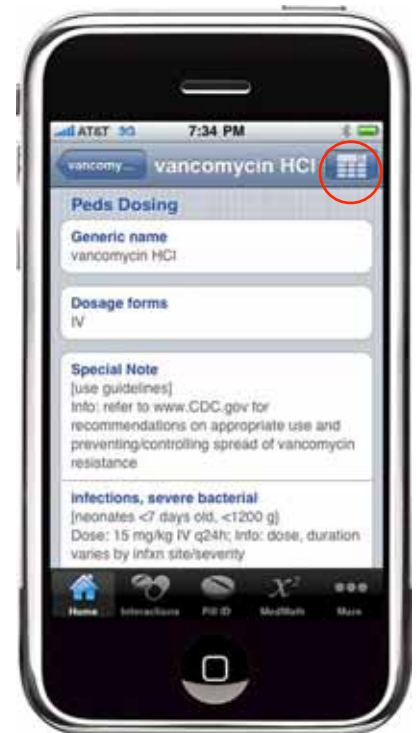 AT&T 3G 7:34 PM
vancomy... vancomycin HCl
Peds Dosing
Generic name
vancomycin HCl
Dosage forms
IV
Special Note
[use guidelines]
Info: refer to www.CDC.gov for
recommendations on appropriate use and
preventing/controlling spread of vancomycin
resistance
infections, severe bacterial
[neonates <7 days old, <1200 g]
Dose: 15 mg/kg IV q24h; Info: dose, duration
varies by infxn site/severity
Home Interactions Pill ID MedMath More